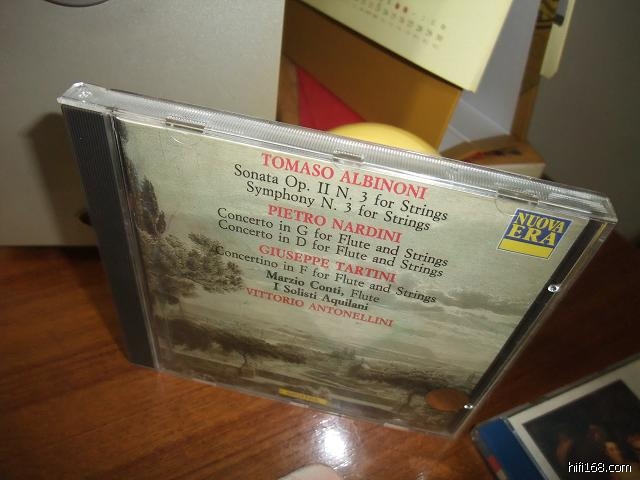 TOMASO ALBINONI
Sonata Op. II N. 3 for Strings
Symphony N. 3 for Strings
PIETRO NARDINI
Concerto in G for Flute and Strings
Concerto in D for Flute and Strings
GIUSEPPE TARTINI
Concertino in F for Flute and Strings
Marzio Conti, Flute
I Solisti Aquilani
VITTORIO ANTONELLINI
NUOVA
ERA
hifi168.com